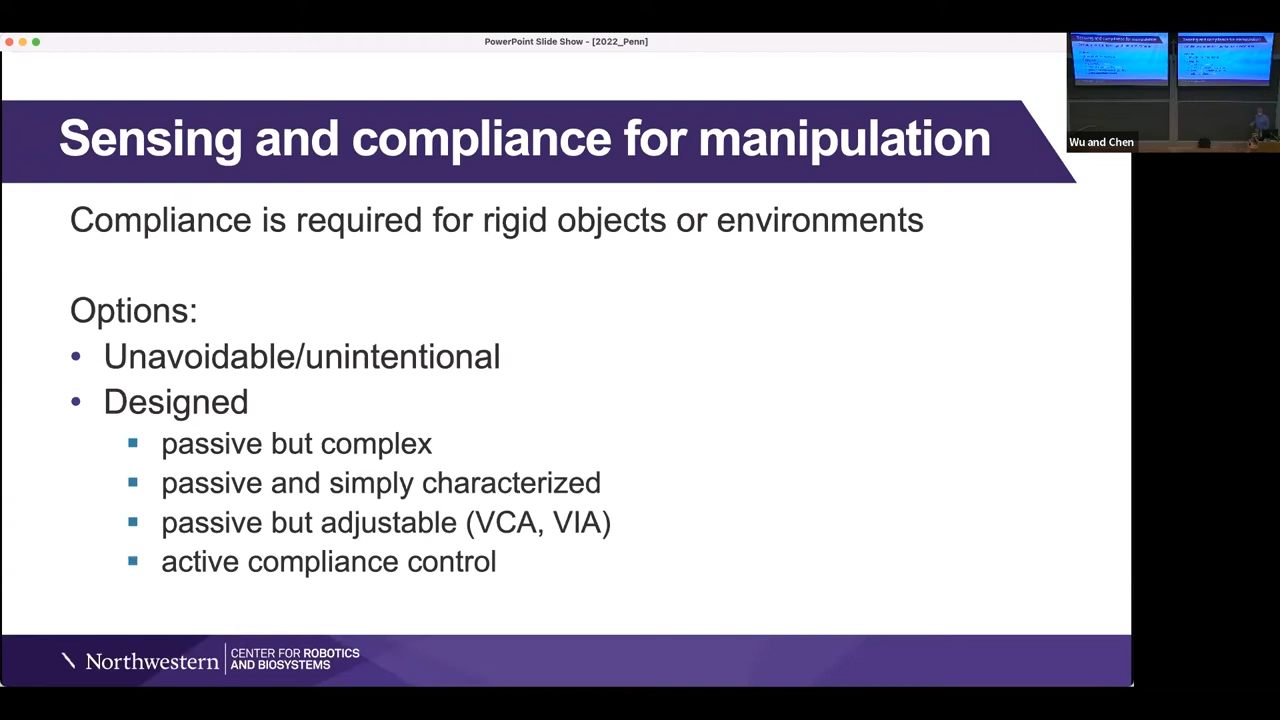 PowerPoint Slide Show - [2022_Penn]
Sensing and compliance for manipulation
Wu and Chen
Compliance is required for rigid objects or environments
Options:
• Unavoidable/unintentional
• Designed
▪ passive but complex
▪ passive and simply characterized
▪ passive but adjustable (VCA, VIA)
▪ active compliance control
Northwestern
CENTER FOR ROBOTICS
AND BIOSYSTEMS